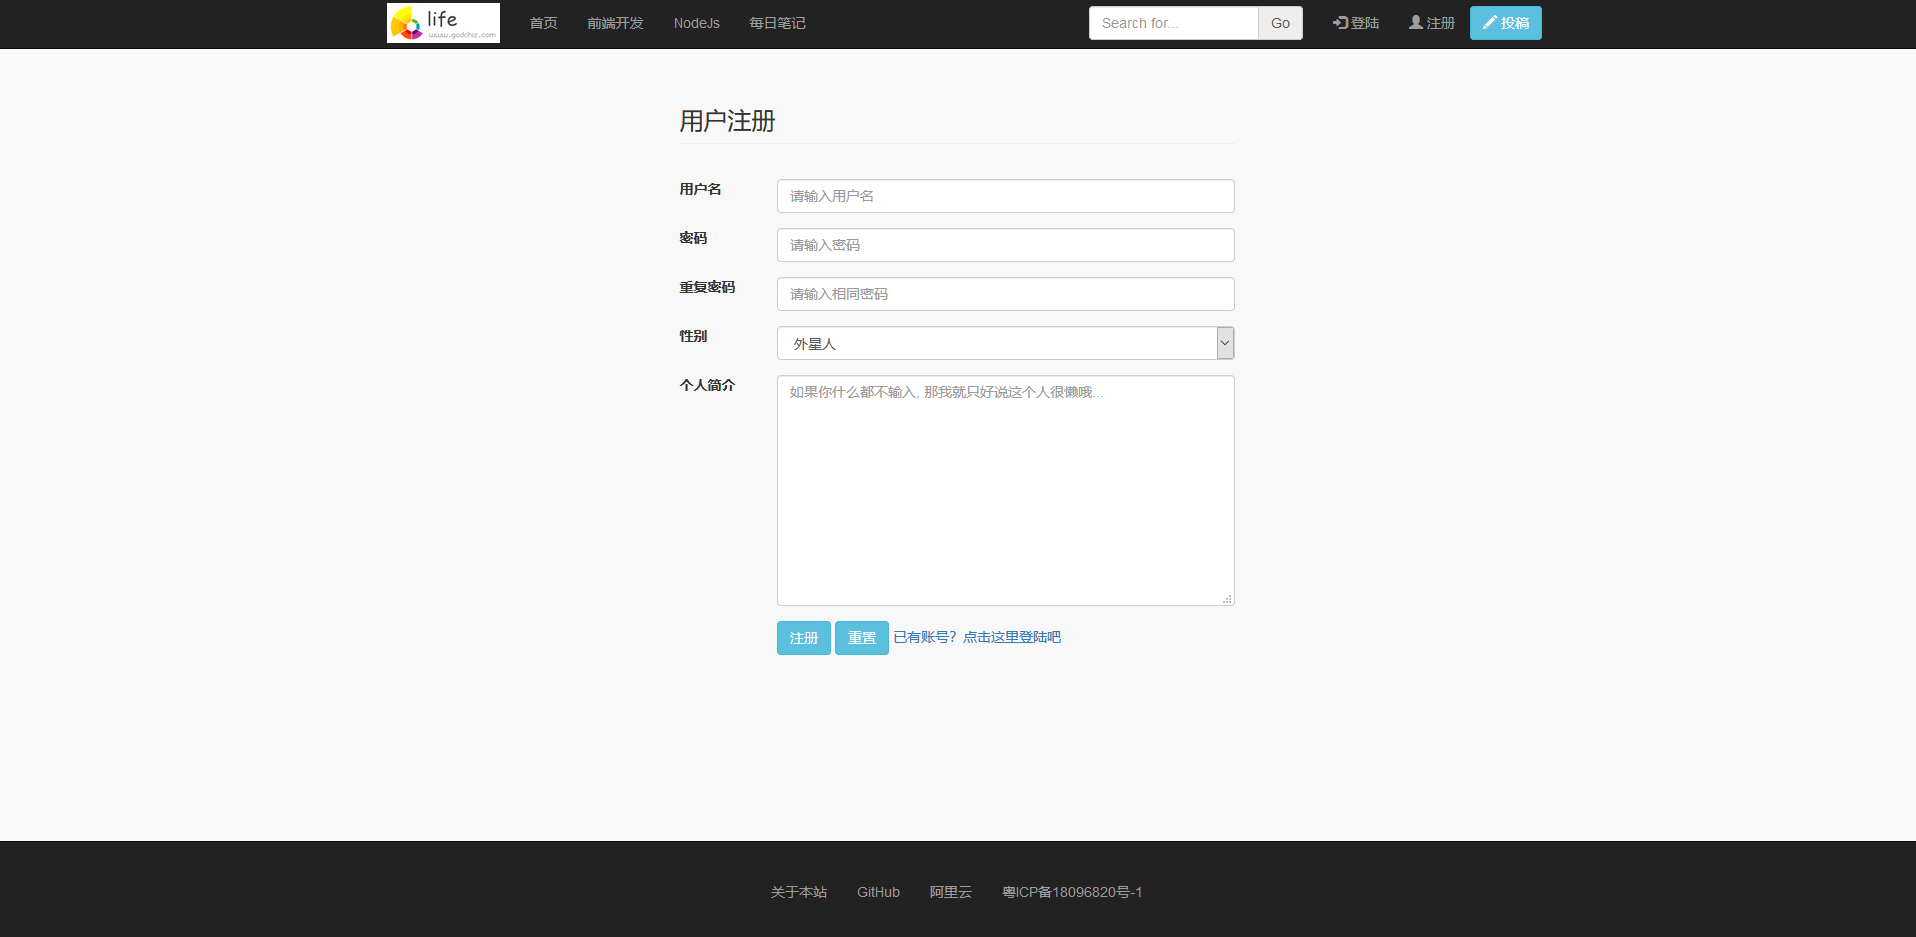 life
www.godchiz.com
首页 前端开发 NodeJs 每日笔记 Search for... Go 登陆 注册 投稿
用户注册
用户名 请输入用户名
密码 请输入密码
重复密码 请输入相同密码
性别 外星人
个人简介 如果你什么都不输入, 那我就只好说这个人很懒哦...
注册 重置 已有账号？点击这里登陆吧
关于本站 GitHub 阿里云 粤ICP备18096820号-1